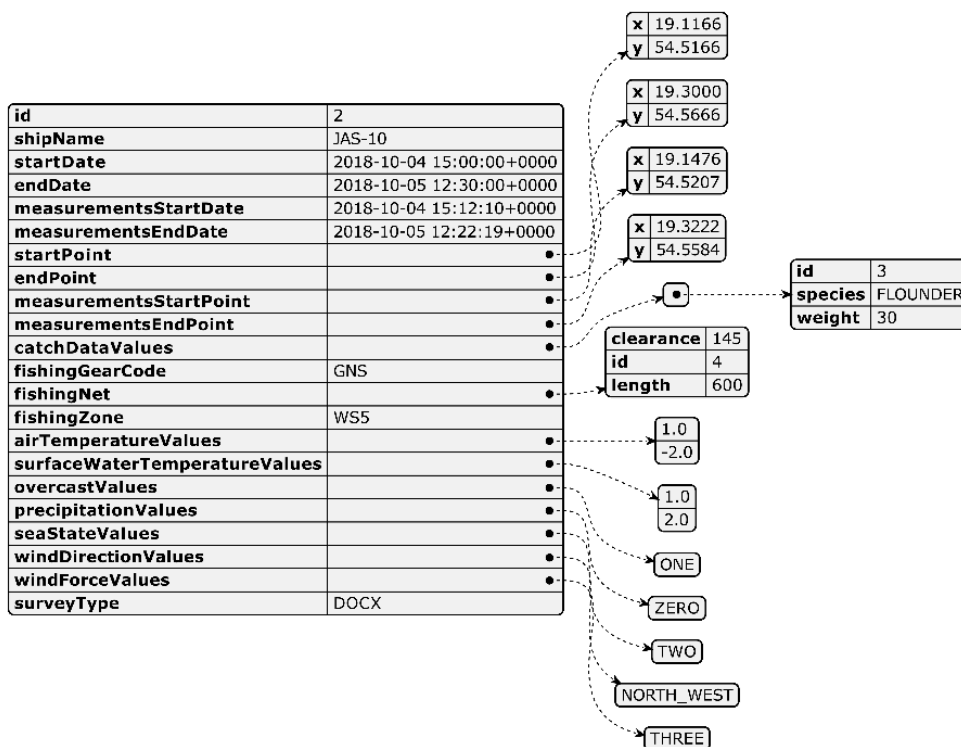 id 2
shipName JAS-10
startDate 2018-10-04 15:00:00+0000
endDate 2018-10-05 12:30:00+0000
measurementsStartDate 2018-10-04 15:12:10+0000
measurementsEndDate 2018-10-05 12:22:19+0000
startPoint
endPoint
measurementsStartPoint
measurementsEndPoint
catchDataValues
fishingGearCode GNS
fishingNet
fishingZone WS5
airTemperatureValues
surfaceWaterTemperatureValues
overcastValues
precipitationValues
seaStateValues
windDirectionValues
windForceValues
surveyType DOCX
x 19.1166
y 54.5166
x 19.3000
y 54.5666
x 19.1476
y 54.5207
x 19.3222
y 54.5584
id 3
species FLOUNDER
weight 30
clearance 145
id 4
length 600
1.0
-2.0
1.0
2.0
ONE
ZERO
TWO
NORTH_WEST
THREE